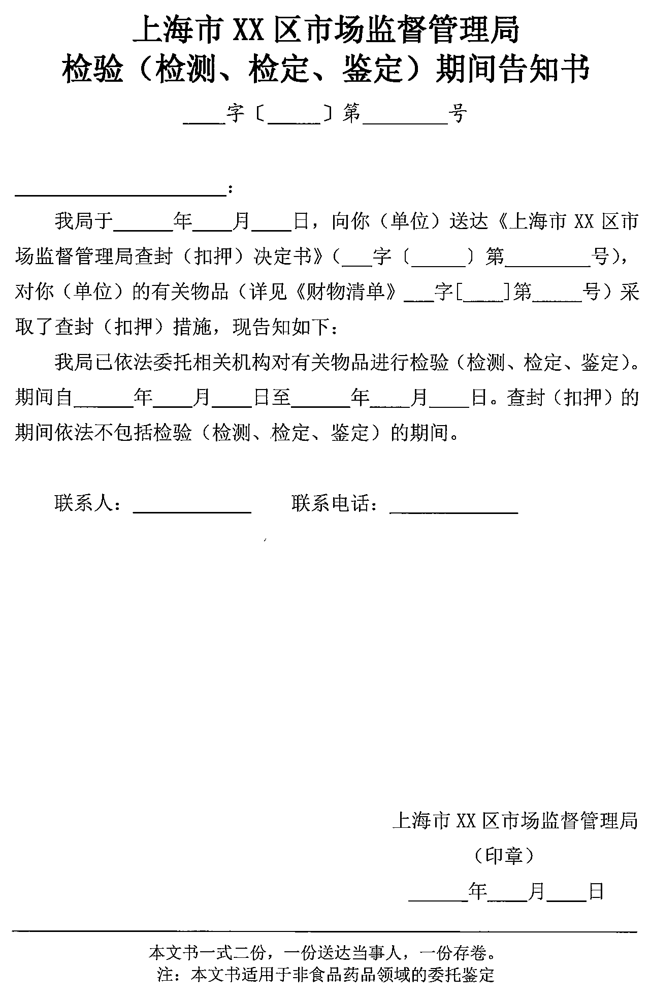 上海市 XX 区市场监督管理局
检验（检测、检定、鉴定）期间告知书
____字〔_____〕第________号
____________________：
我局于______年____月____日，向你（单位）送达《上海市 XX 区市
场监督管理局查封（扣押）决定书》（___字〔_____〕第________号），
对你（单位）的有关物品（详见《财物清单》___字[____]第_____号）采
取了查封（扣押）措施，现告知如下：
我局已依法委托相关机构对有关物品进行检验（检测、检定、鉴定）。
期间自______年____月____日至______年____月____日。查封（扣押）的
期间依法不包括检验（检测、检定、鉴定）的期间。
联系人：____________ 联系电话：_____________
上海市 XX 区市场监督管理局
（印章）
______年____月____日
本文书一式二份，一份送达当事人，一份存卷。
注：本文书适用于非食品药品领域的委托鉴定